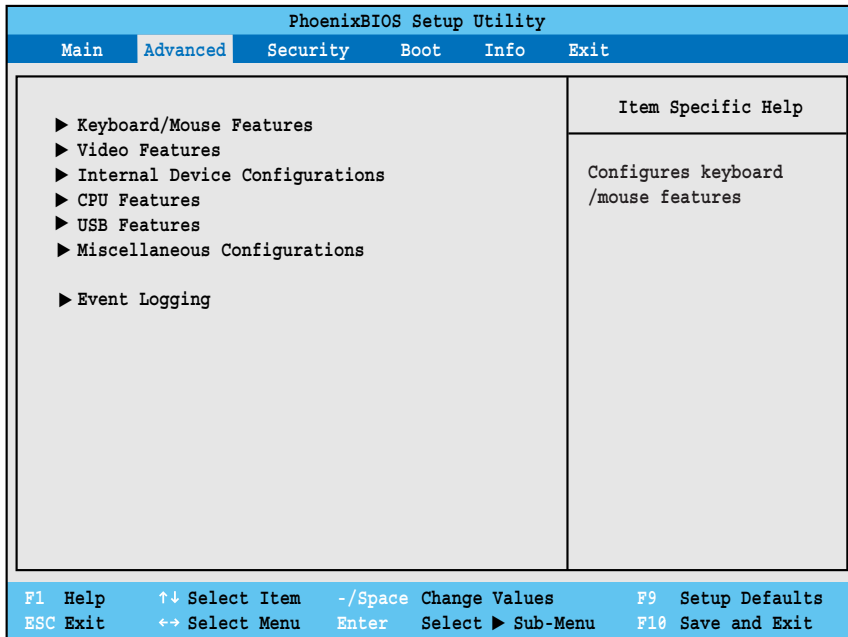 PhoenixBIOS Setup Utility
Main Advanced Security Boot Info Exit
▶ Keyboard/Mouse Features
▶ Video Features
▶ Internal Device Configurations
▶ CPU Features
▶ USB Features
▶ Miscellaneous Configurations
▶ Event Logging
Item Specific Help
Configures keyboard
/mouse features
F1 Help ↑↓ Select Item -/Space Change Values F9 Setup Defaults
ESC Exit ←→ Select Menu Enter Select ▶ Sub-Menu F10 Save and Exit